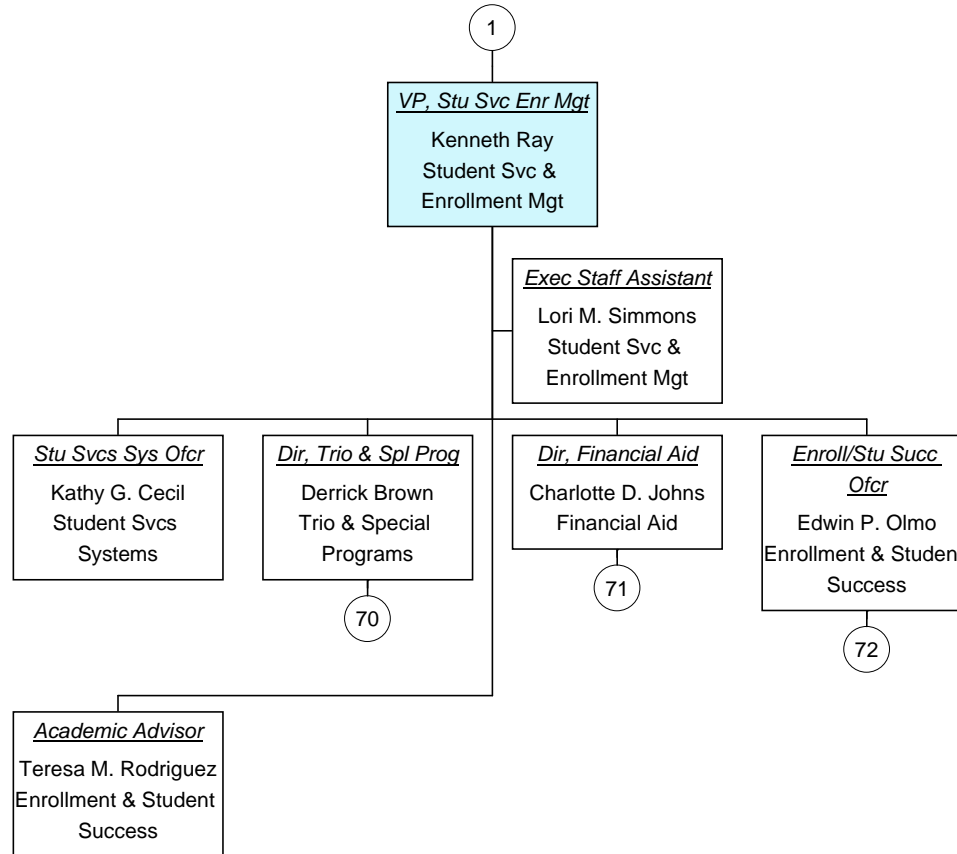 1
VP, Stu Svc Enr Mgt
Kenneth Ray
Student Svc &
Enrollment Mgt
Exec Staff Assistant
Lori M. Simmons
Student Svc &
Enrollment Mgt
Stu Svcs Sys Ofcr
Kathy G. Cecil
Student Svcs
Systems
Dir, Trio & Spl Prog
Derrick Brown
Trio & Special
Programs
70
Dir, Financial Aid
Charlotte D. Johns
Financial Aid
71
Enroll/Stu Succ
Ofcr
Edwin P. Olmo
Enrollment & Studen
Success
72
Academic Advisor
Teresa M. Rodriguez
Enrollment & Student
Success